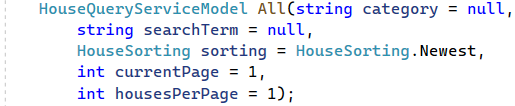 HouseQueryServiceModel All(string category = null,
string searchTerm = null,
HouseSorting sorting = HouseSorting.Newest,
int currentPage = 1,
int housesPerPage = 1);